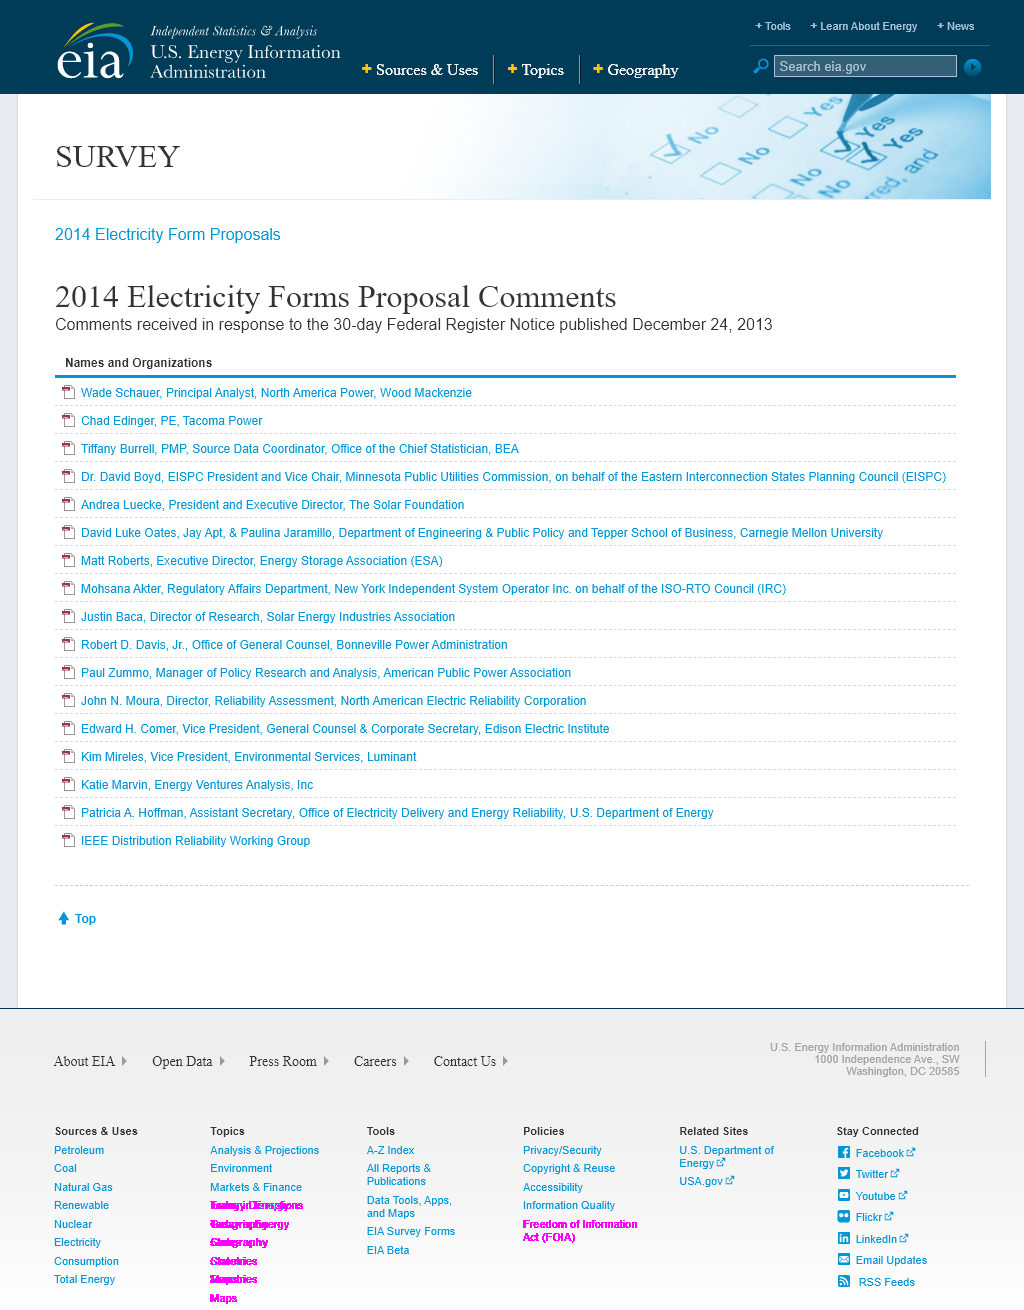 Independent Statistics & Analysis
U.S. Energy Information
Administration
eia
+ Tools + Learn About Energy + News
+ Sources & Uses + Topics + Geography
Search eia.gov
SURVEY
No
Yes
No
Yes
No
Yes
No
red, and
2014 Electricity Form Proposals
2014 Electricity Forms Proposal Comments
Comments received in response to the 30-day Federal Register Notice published December 24, 2013
Names and Organizations
Wade Schauer, Principal Analyst, North America Power, Wood Mackenzie
Chad Edinger, PE, Tacoma Power
Tiffany Burrell, PMP, Source Data Coordinator, Office of the Chief Statistician, BEA
Dr. David Boyd, EISPC President and Vice Chair, Minnesota Public Utilities Commission, on behalf of the Eastern Interconnection States Planning Council (EISPC)
Andrea Luecke, President and Executive Director, The Solar Foundation
David Luke Oates, Jay Apt, & Paulina Jaramillo, Department of Engineering & Public Policy and Tepper School of Business, Carnegie Mellon University
Matt Roberts, Executive Director, Energy Storage Association (ESA)
Mohsana Akter, Regulatory Affairs Department, New York Independent System Operator Inc. on behalf of the ISO-RTO Council (IRC)
Justin Baca, Director of Research, Solar Energy Industries Association
Robert D. Davis, Jr., Office of General Counsel, Bonneville Power Administration
Paul Zummo, Manager of Policy Research and Analysis, American Public Power Association
John N. Moura, Director, Reliability Assessment, North American Electric Reliability Corporation
Edward H. Comer, Vice President, General Counsel & Corporate Secretary, Edison Electric Institute
Kim Mireles, Vice President, Environmental Services, Luminant
Katie Marvin, Energy Ventures Analysis, Inc
Patricia A. Hoffman, Assistant Secretary, Office of Electricity Delivery and Energy Reliability, U.S. Department of Energy
IEEE Distribution Reliability Working Group
Top
About EIA Open Data Press Room Careers Contact Us
U.S. Energy Information Administration
1000 Independence Ave., SW
Washington, DC 20585
Sources & Uses
Petroleum
Coal
Natural Gas
Renewable
Nuclear
Electricity
Consumption
Total Energy
Topics
Analysis & Projections
Environment
Markets & Finance
Maps
Tools
A-Z Index
All Reports &
Publications
Data Tools, Apps,
and Maps
EIA Survey Forms
EIA Beta
Policies
Privacy/Security
Copyright & Reuse
Accessibility
Information Quality
Freedom of Information
Act (FOIA)
Related Sites
U.S. Department of
Energy
USA.gov
Stay Connected
Facebook
Twitter
Youtube
Flickr
LinkedIn
Email Updates
RSS Feeds